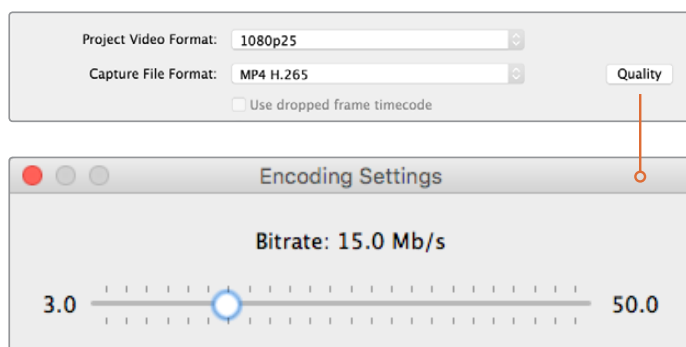 Project Video Format: 1080p25
Capture File Format: MP4 H.265 Quality
Use dropped frame timecode
Encoding Settings
Bitrate: 15.0 Mb/s
3.0 50.0